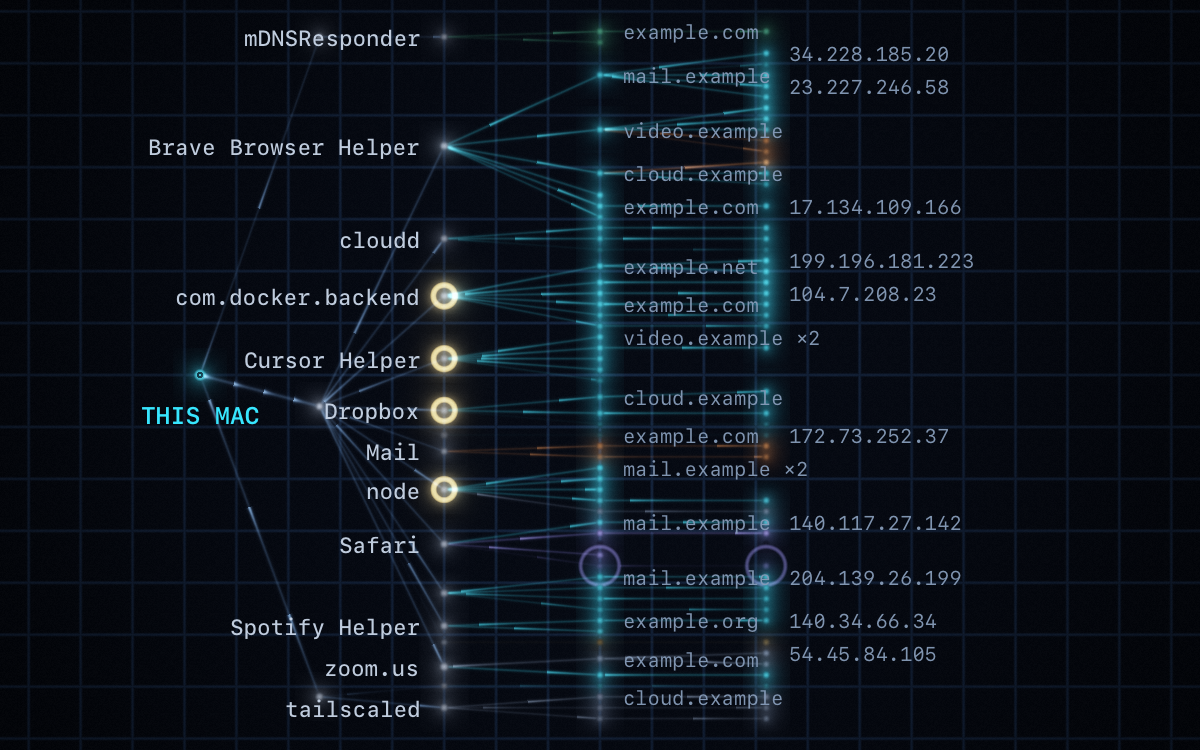 mDNSResponder
example.com
34.228.185.20
mail.example
23.227.246.58
video.example
Brave Browser Helper
cloud.example
example.com
17.134.109.166
cloudd
example.net
199.196.181.223
com.docker.backend
example.com
104.7.208.23
video.example ×2
Cursor Helper
cloud.example
THIS MAC
Dropbox
example.com
172.73.252.37
Mail
mail.example ×2
node
mail.example
140.117.27.142
Safari
mail.example
204.139.26.199
Spotify Helper
example.org
140.34.66.34
zoom.us
example.com
54.45.84.105
cloud.example
tailscaled